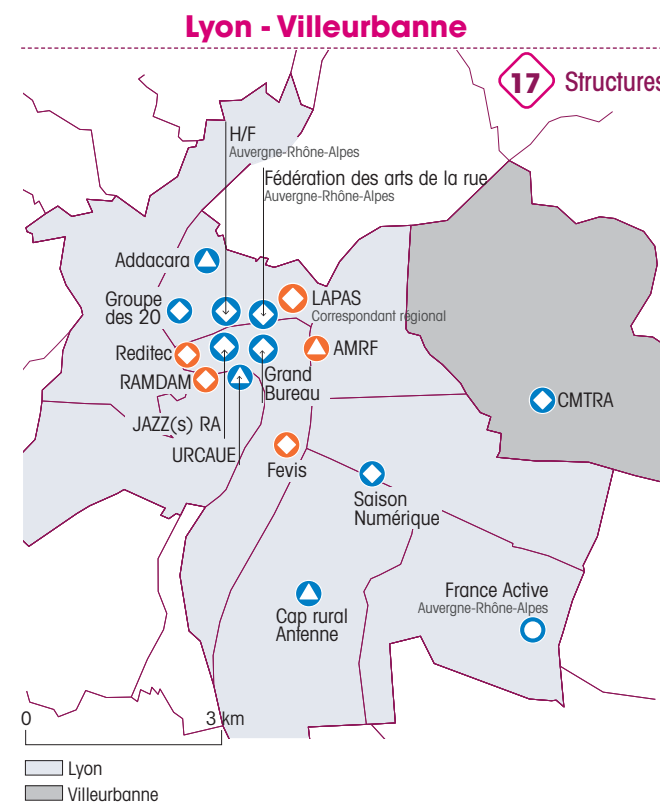 Lyon - Villeurbanne
17 Structures
H/F
Auvergne-Rhône-Alpes
Fédération des arts de la rue
Auvergne-Rhône-Alpes
Addacara
Groupe
des 20
LAPAS
Correspondant régional
Reditec
AMRF
RAMDAM
Grand
Bureau
CMTRA
JAZZ(s) RA
URCAUE
Fevis
Saison
Numérique
France Active
Auvergne-Rhône-Alpes
Cap rural
Antenne
0 3 km
Lyon
Villeurbanne